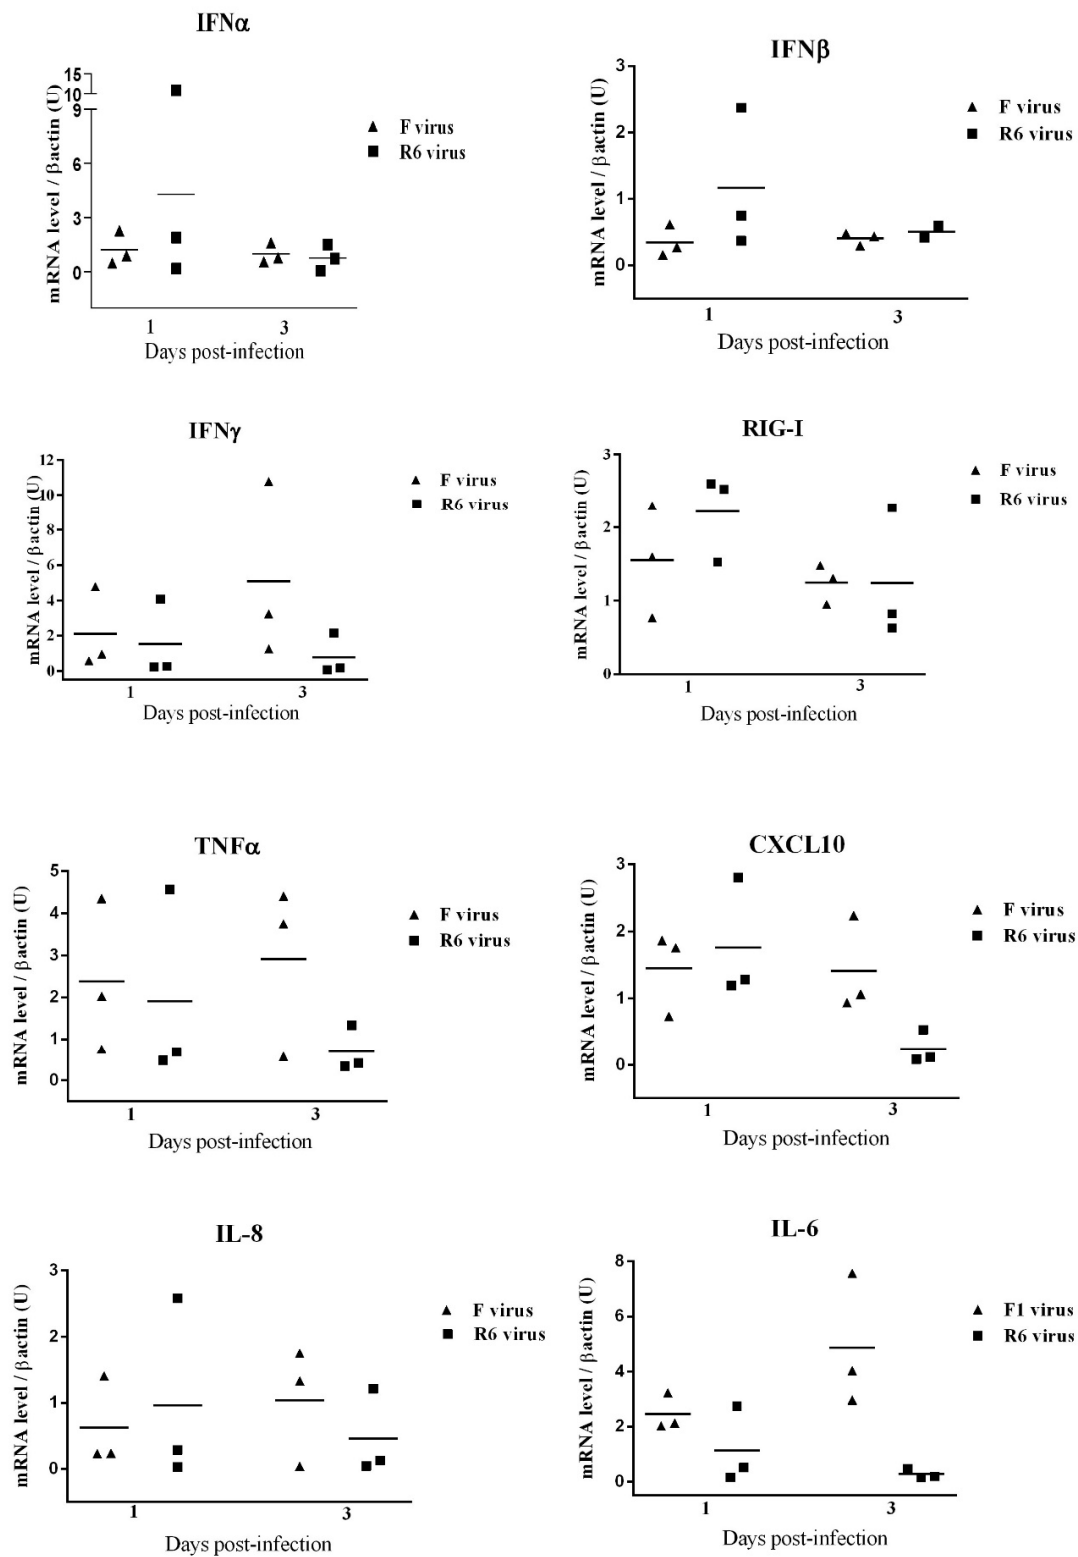 IFNα
15
10
9
6
3
0
mRNA level / βactin (U)
F virus
R6 virus
1
3
Days post-infection
IFNβ
3
2
1
0
mRNA level / βactin (U)
F virus
R6 virus
1
3
Days post-infection
IFNγ
12
10
8
6
4
2
0
mRNA level / βactin (U)
F virus
R6 virus
1
3
Days post-infection
RIG-I
3
2
1
0
mRNA level / βactin (U)
F virus
R6 virus
1
3
Days post-infection
TNFα
5
4
3
2
1
0
mRNA level / βactin (U)
F virus
R6 virus
1
3
Days post-infection
CXCL10
3
2
1
0
mRNA level / βactin (U)
F virus
R6 virus
1
3
Days post-infection
IL-8
3
2
1
0
mRNA level / βactin (U)
F virus
R6 virus
1
3
Days post-infection
IL-6
8
6
4
2
0
mRNA level / βactin (U)
F1 virus
R6 virus
1
3
Days post-infection